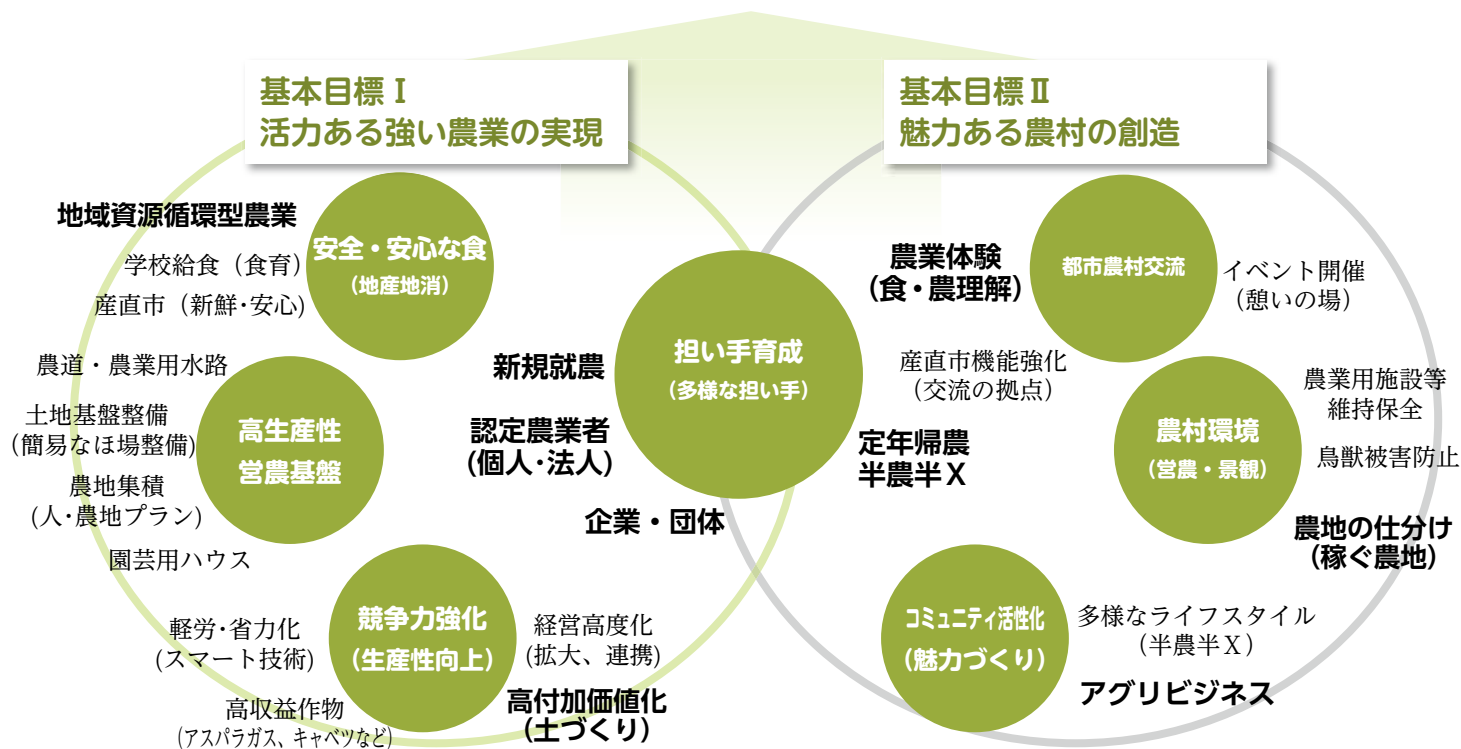 基本目標Ⅰ
活力ある強い農業の実現
基本目標Ⅱ
魅力ある農村の創造
地域資源循環型農業
安全・安心な食
(地産地消)
学校給食（食育）
産直市（新鮮・安心)
農道・農業用水路
土地基盤整備
(簡易なほ場整備)
高生産性
営農基盤
農地集積
(人・農地プラン)
園芸用ハウス
競争力強化
(生産性向上)
軽労・省力化
(スマート技術)
高収益作物
(アスパラガス、キャベツなど)
経営高度化
(拡大、連携)
高付加価値化
(土づくり)
担い手育成
(多様な担い手)
新規就農
認定農業者
(個人・法人)
企業・団体
定年帰農
半農半X
農業体験
(食・農理解)
都市農村交流
イベント開催
（憩いの場）
産直市機能強化
（交流の拠点）
農村環境
(営農・景観)
農業用施設等
維持保全
鳥獣被害防止
農地の仕分け
(稼ぐ農地)
コミュニティ活性化
(魅力づくり)
多様なライフスタイル
（半農半X）
アグリビジネス